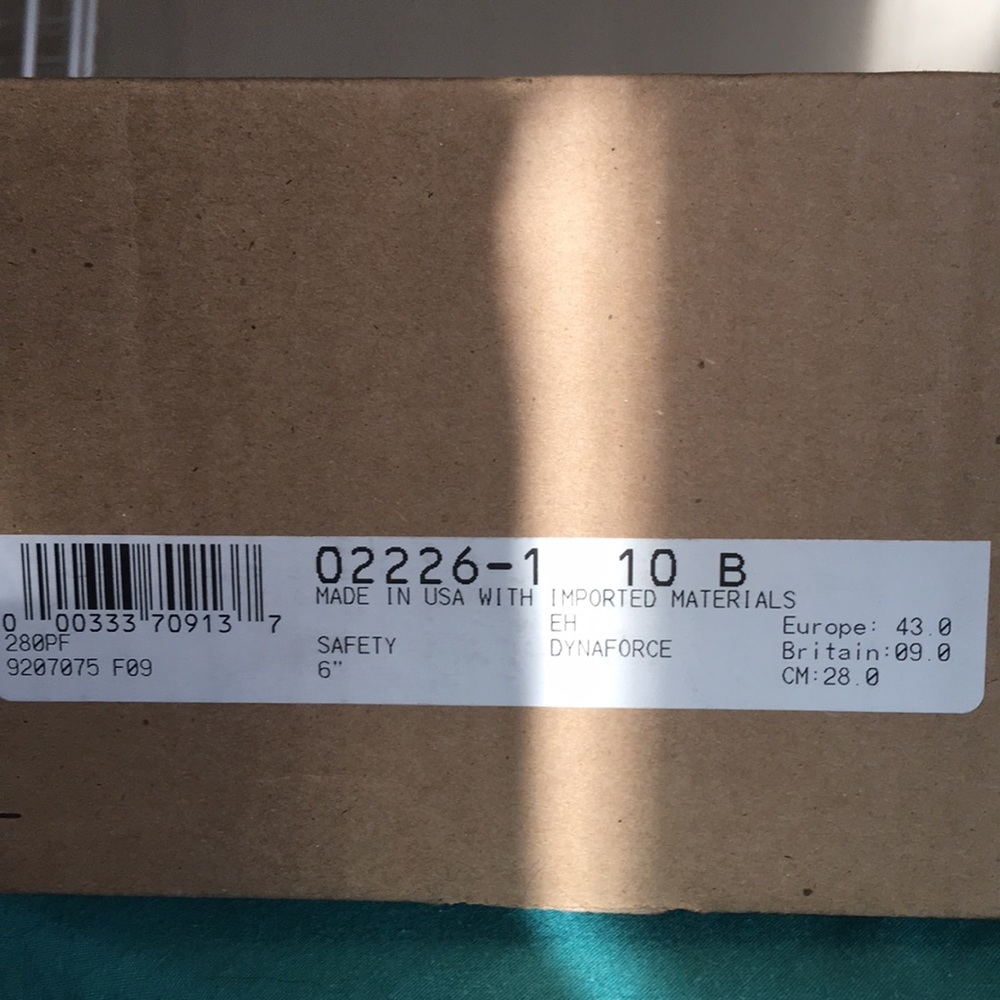 02226-1 10 B
MADE IN USA WITH IMPORTED MATERIALS
0 00333 70913 7
280PF
9207075 F09
SAFETY
6"
EH
DYNAFORCE
Europe: 43.0
Britain:09.0
CM:28.0